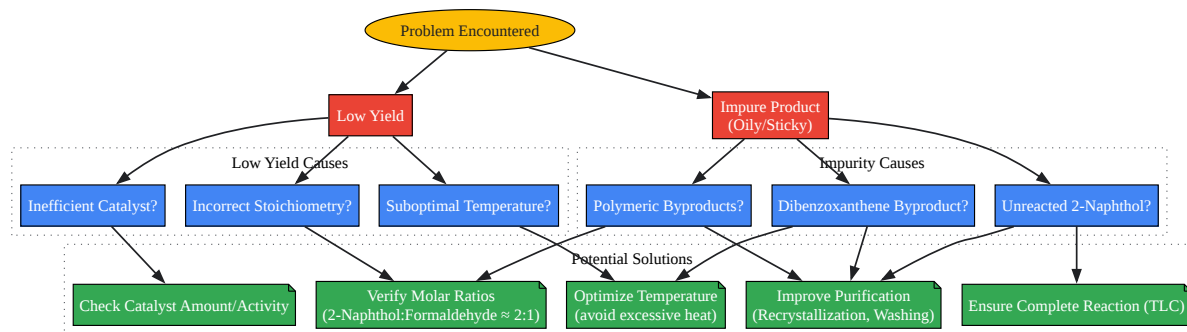 Problem Encountered
Low Yield
Impure Product
(Oily/Sticky)
Low Yield Causes
Impurity Causes
Inefficient Catalyst?
Incorrect Stoichiometry?
Suboptimal Temperature?
Polymeric Byproducts?
Dibenzoxanthene Byproduct?
Unreacted 2-Naphthol?
Potential Solutions
Check Catalyst Amount/Activity
Verify Molar Ratios
(2-Naphthol:Formaldehyde ≈ 2:1)
Optimize Temperature
(avoid excessive heat)
Improve Purification
(Recrystallization, Washing)
Ensure Complete Reaction (TLC)